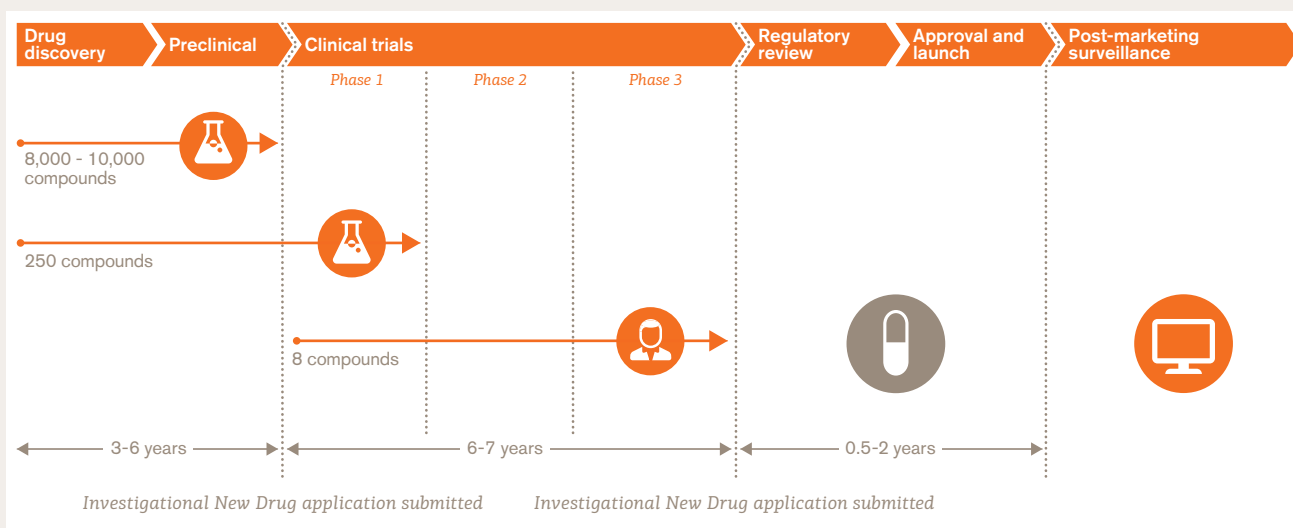 Drug
discovery
Preclinical
Clinical trials
Regulatory
review
Approval and
launch
Post-marketing
surveillance
Phase 1
Phase 2
Phase 3
8,000 - 10,000
compounds
250 compounds
8 compounds
3-6 years
6-7 years
0.5-2 years
Investigational New Drug application submitted
Investigational New Drug application submitted